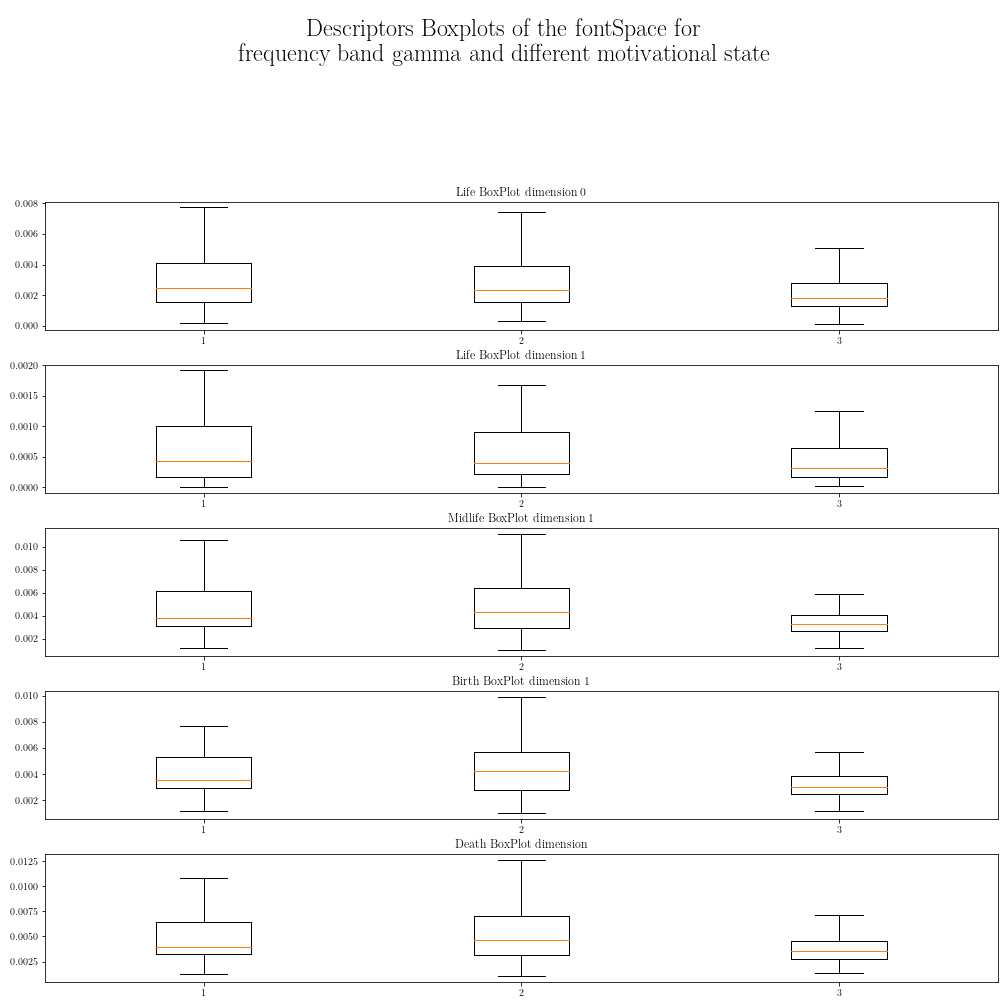 Descriptors Boxplots of the fontSpace for
frequency band gamma and different motivational state
Life BoxPlot dimension 0
0.008
0.006
0.004
0.002
0.000
1 2 3
Life BoxPlot dimension 1
0.0020
0.0015
0.0010
0.0005
0.0000
1 2 3
Midlife BoxPlot dimension 1
0.010
0.008
0.006
0.004
0.002
1 2 3
Birth BoxPlot dimension 1
0.010
0.008
0.006
0.004
0.002
1 2 3
Death BoxPlot dimension
0.0125
0.0100
0.0075
0.0050
0.0025
1 2 3